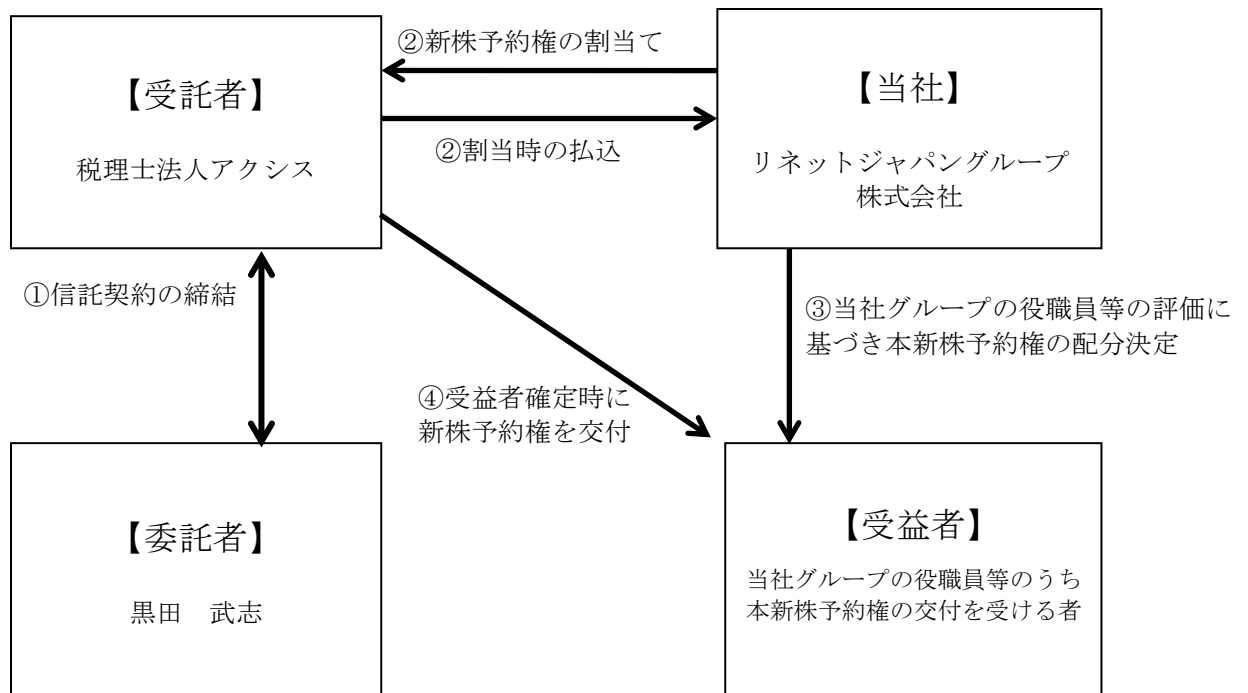 ②新株予約権の割当て
【受託者】
税理士法人アクシス
②割当時の払込
【当社】
リネットジャパングループ
株式会社
①信託契約の締結
③当社グループの役職員等の評価に
基づき本新株予約権の配分決定
④受益者確定時に
新株予約権を交付
【委託者】
黒田　武志
【受益者】
当社グループの役職員等のうち
本新株予約権の交付を受ける者